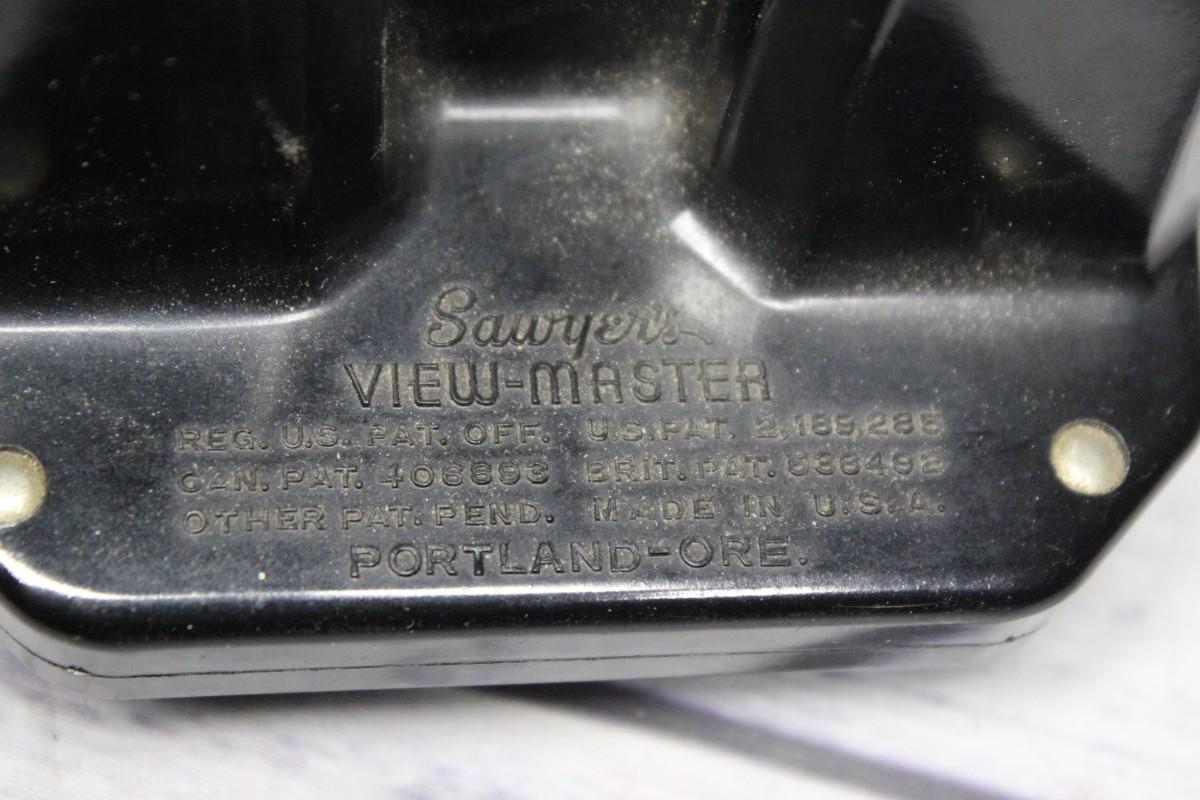 Sawyer's
VIEW-MASTER
REG. U.S. PAT. OFF. U.S. PAT. 2,189,285
CAN. PAT. 406893 BRIT. PAT. 536492
OTHER PAT. PEND. MADE IN U.S.A.
PORTLAND-ORE.